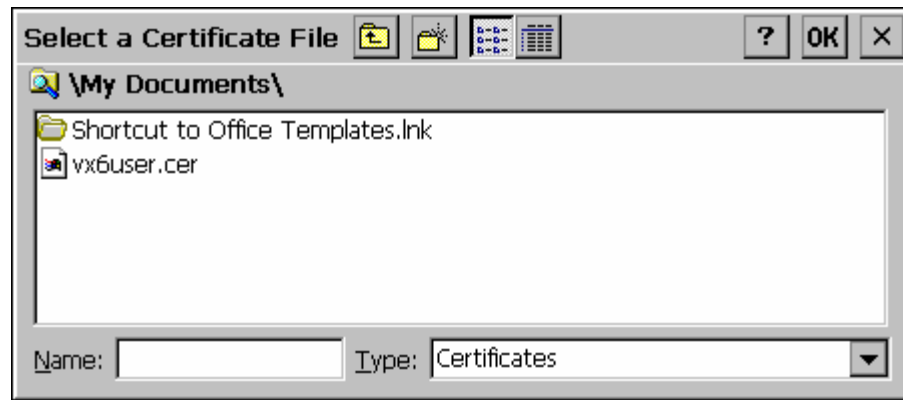 Select a Certificate File ? OK ×
\My Documents\
Shortcut to Office Templates.lnk
vx6user.cer
Name: Type: Certificates